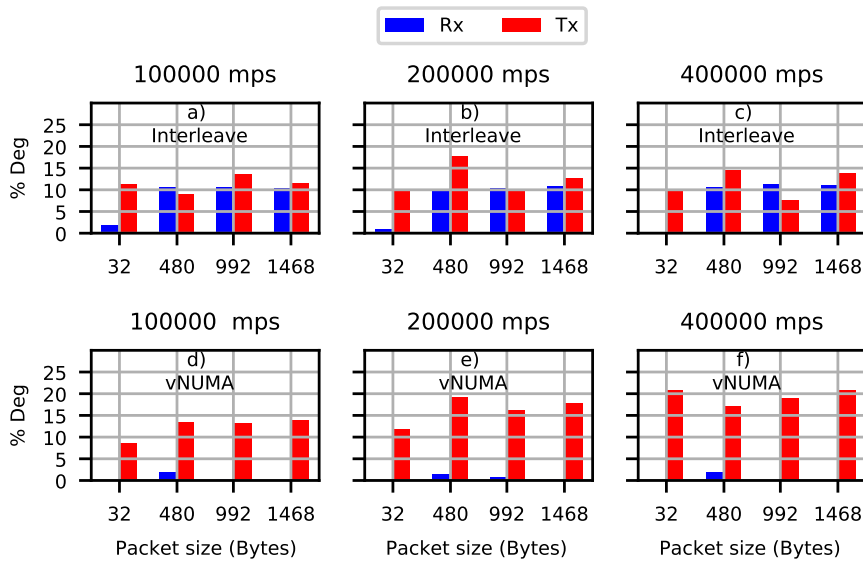 Rx Tx
100000 mps 200000 mps 400000 mps
% Deg
25
20
15
10
5
0
a)
Interleave
b)
Interleave
c)
Interleave
32 480 992 1468 32 480 992 1468 32 480 992 1468
100000  mps 200000 mps 400000 mps
% Deg
25
20
15
10
5
0
d)
vNUMA
e)
vNUMA
f)
vNUMA
32 480 992 1468 32 480 992 1468 32 480 992 1468
Packet size (Bytes) Packet size (Bytes) Packet size (Bytes)